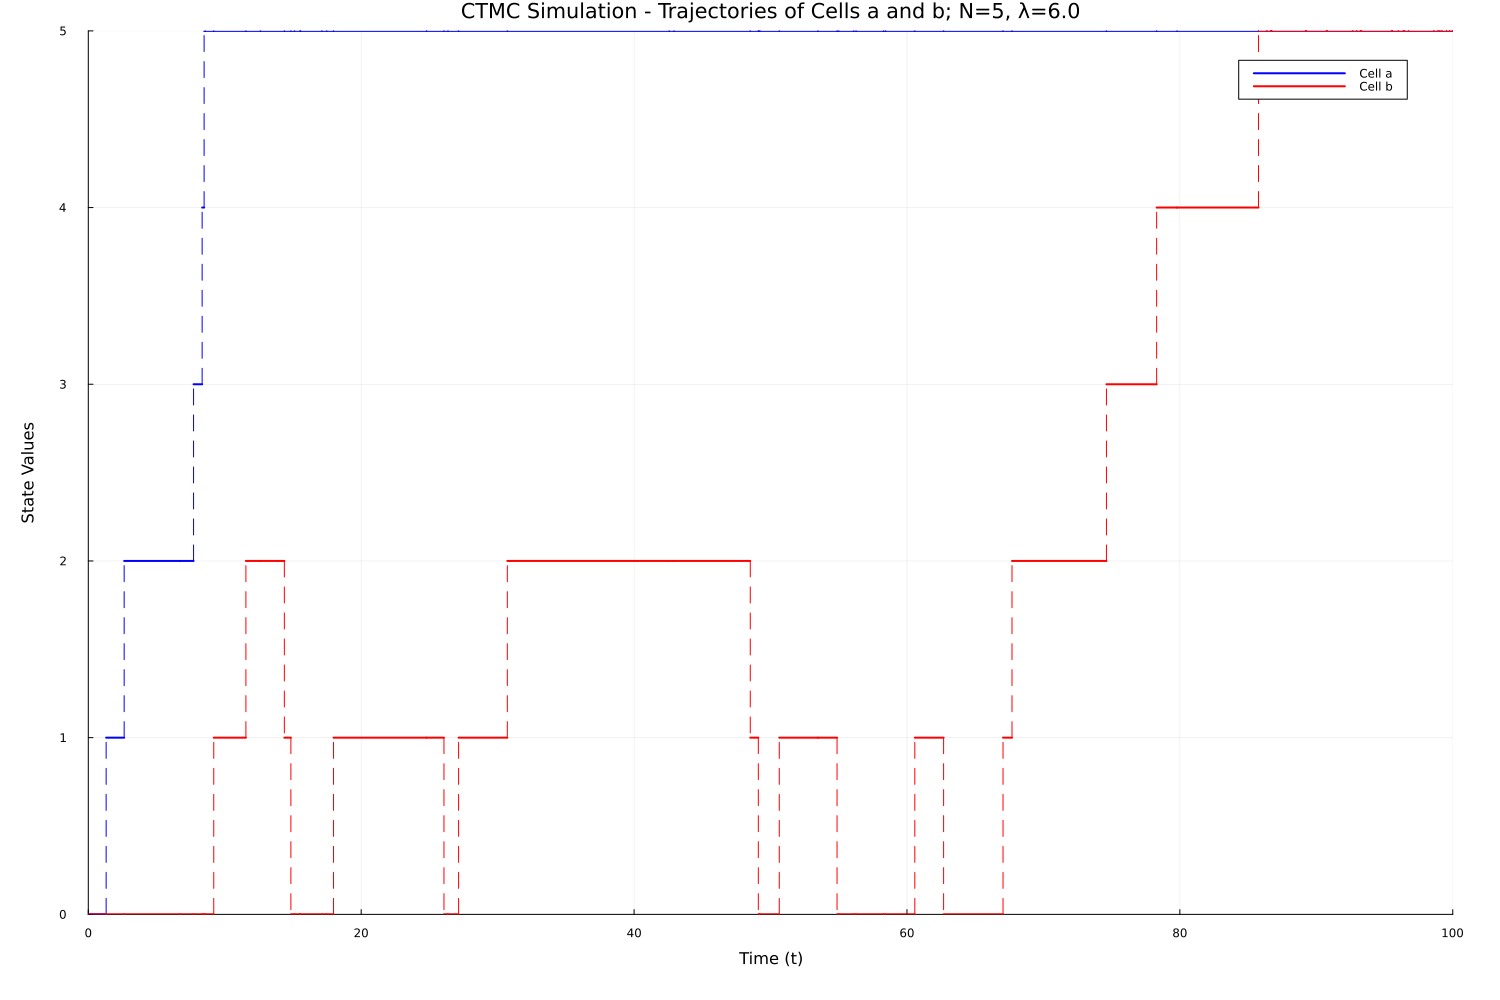 CTMC Simulation - Trajectories of Cells a and b; N=5, λ=6.0
5
Cell a
Cell b
4
3
State Values
2
1
0
0 20 40 60 80 100
Time (t)